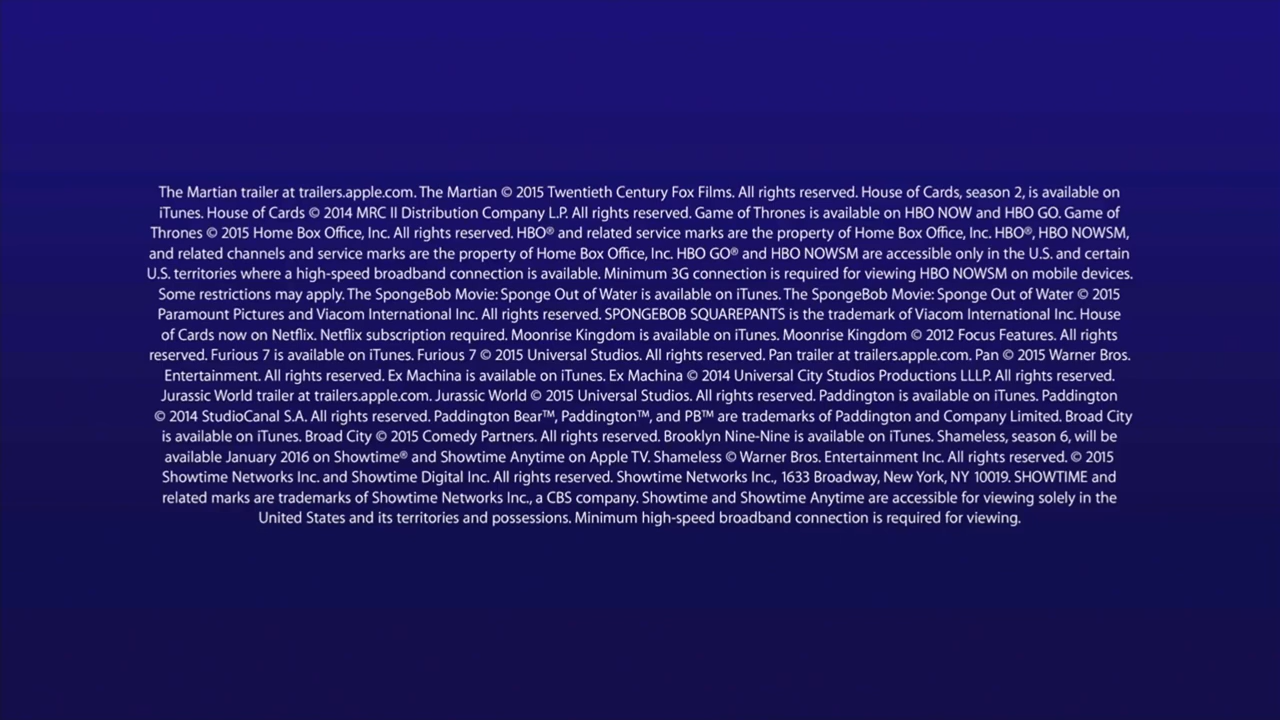 The Martian trailer at trailers.apple.com. The Martian © 2015 Twentieth Century Fox Films. All rights reserved. House of Cards, season 2, is available on
iTunes. House of Cards © 2014 MRC II Distribution Company L.P. All rights reserved. Game of Thrones is available on HBO NOW and HBO GO. Game of
Thrones © 2015 Home Box Office, Inc. All rights reserved. HBO® and related service marks are the property of Home Box Office, Inc. HBO®, HBO NOWSM,
and related channels and service marks are the property of Home Box Office, Inc. HBO GO® and HBO NOWSM are accessible only in the U.S. and certain
U.S. territories where a high-speed broadband connection is available. Minimum 3G connection is required for viewing HBO NOWSM on mobile devices.
Some restrictions may apply. The SpongeBob Movie: Sponge Out of Water is available on iTunes. The SpongeBob Movie: Sponge Out of Water © 2015
Paramount Pictures and Viacom International Inc. All rights reserved. SPONGEBOB SQUAREPANTS is the trademark of Viacom International Inc. House
of Cards now on Netflix. Netflix subscription required. Moonrise Kingdom is available on iTunes. Moonrise Kingdom © 2012 Focus Features. All rights
reserved. Furious 7 is available on iTunes. Furious 7 © 2015 Universal Studios. All rights reserved. Pan trailer at trailers.apple.com. Pan © 2015 Warner Bros.
Entertainment. All rights reserved. Ex Machina is available on iTunes. Ex Machina © 2014 Universal City Studios Productions LLLP. All rights reserved.
Jurassic World trailer at trailers.apple.com. Jurassic World © 2015 Universal Studios. All rights reserved. Paddington is available on iTunes. Paddington
© 2014 StudioCanal S.A. All rights reserved. Paddington Bear™, Paddington™, and PB™ are trademarks of Paddington and Company Limited. Broad City
is available on iTunes. Broad City © 2015 Comedy Partners. All rights reserved. Brooklyn Nine-Nine is available on iTunes. Shameless, season 6, will be
available January 2016 on Showtime® and Showtime Anytime on Apple TV. Shameless © Warner Bros. Entertainment Inc. All rights reserved. © 2015
Showtime Networks Inc. and Showtime Digital Inc. All rights reserved. Showtime Networks Inc., 1633 Broadway, New York, NY 10019. SHOWTIME and
related marks are trademarks of Showtime Networks Inc., a CBS company. Showtime and Showtime Anytime are accessible for viewing solely in the
United States and its territories and possessions. Minimum high-speed broadband connection is required for viewing.